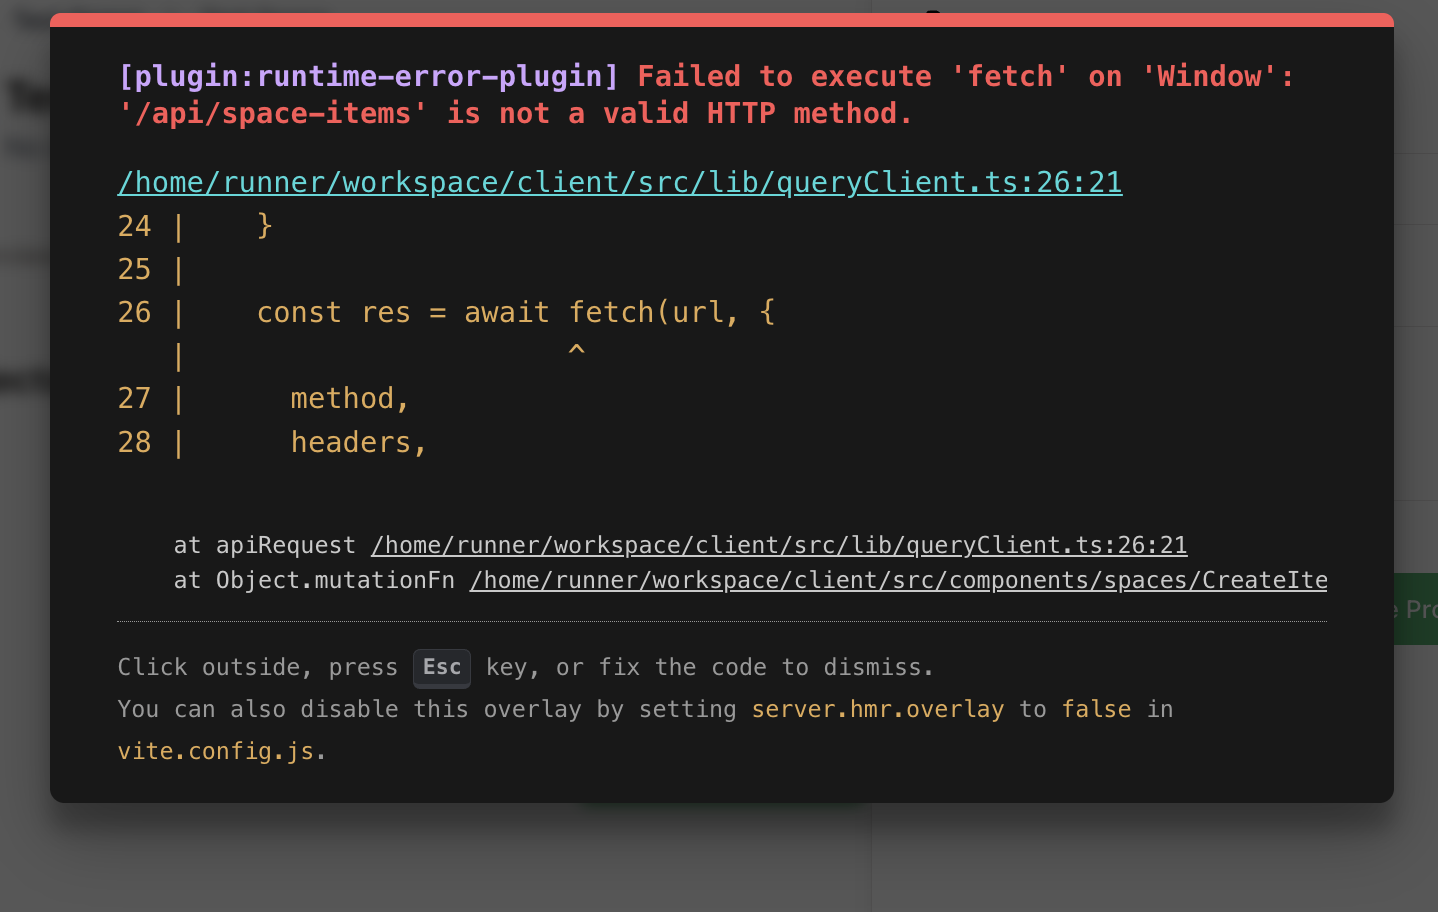 [plugin:runtime-error-plugin] Failed to execute 'fetch' on 'Window':
'/api/space-items' is not a valid HTTP method.
/home/runner/workspace/client/src/lib/queryClient.ts:26:21
24 |    }
25 |
26 |    const res = await fetch(url, {
   |                      ^
27 |      method,
28 |      headers,
at apiRequest /home/runner/workspace/client/src/lib/queryClient.ts:26:21
at Object.mutationFn /home/runner/workspace/client/src/components/spaces/CreateIte
Click outside, press Esc key, or fix the code to dismiss.
You can also disable this overlay by setting server.hmr.overlay to false in
vite.config.js.